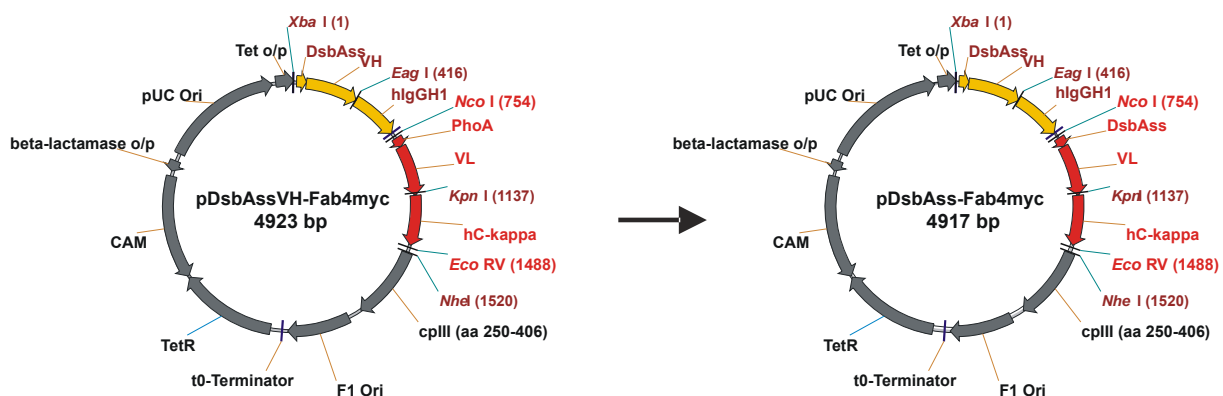 Xba I (1)
Tet o/p
DsbAss
VH
Eag I (416)
hIgGH1
pUC Ori
Nco I (754)
PhoA
beta-lactamase o/p
VL
pDsbAssVH-Fab4myc
4923 bp
Kpn I (1137)
CAM
hC-kappa
Eco RV (1488)
NheI (1520)
cpIII (aa 250-406)
TetR
t0-Terminator
F1 Ori
Xba I (1)
Tet o/p
DsbAss
VH
Eag I (416)
hIgGH1
pUC Ori
Nco I (754)
DsbAss
beta-lactamase o/p
VL
pDsbAss-Fab4myc
4917 bp
KpnI (1137)
CAM
hC-kappa
Eco RV (1488)
Nhe I (1520)
cpIII (aa 250-406)
TetR
t0-Terminator
F1 Ori